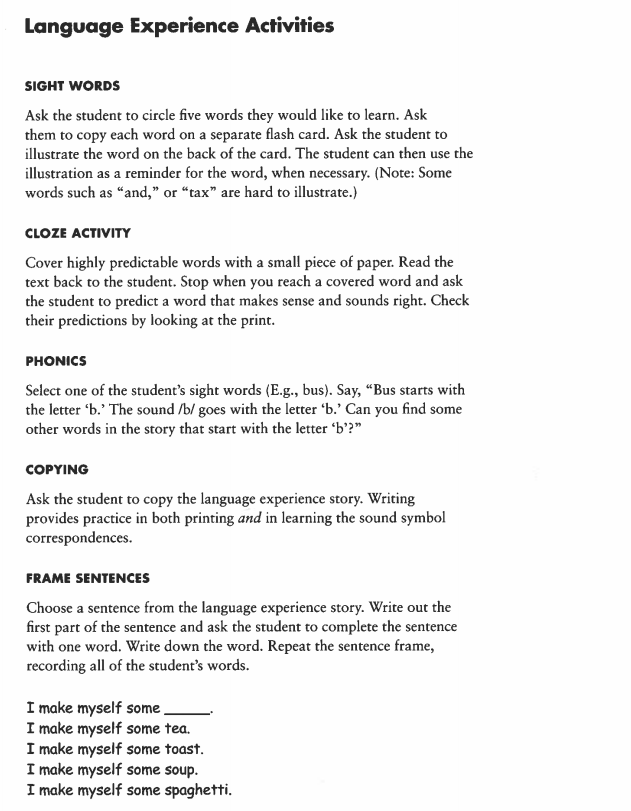 Language Experience Activities
SIGHT WORDS
Ask the student to circle five words they would like to learn. Ask
them to copy each word on a separate flash card. Ask the student to
illustrate the word on the back of the card. The student can then use the
illustration as a reminder for the word, when necessary. (Note: Some
words such as “and,” or “tax” are hard to illustrate.)
CLOZE ACTIVITY
Cover highly predictable words with a small piece of paper. Read the
text back to the student. Stop when you reach a covered word and ask
the student to predict a word that makes sense and sounds right. Check
their predictions by looking at the print.
PHONICS
Select one of the student’s sight words (E.g., bus). Say, “Bus starts with
the letter ‘b.’ The sound /b/ goes with the letter ‘b.’ Can you find some
other words in the story that start with the letter ‘b’?”
COPYING
Ask the student to copy the language experience story. Writing
provides practice in both printing and in learning the sound symbol
correspondences.
FRAME SENTENCES
Choose a sentence from the language experience story. Write out the
first part of the sentence and ask the student to complete the sentence
with one word. Write down the word. Repeat the sentence frame,
recording all of the student’s words.
I make myself some ______.
I make myself some tea.
I make myself some toast.
I make myself some soup.
I make myself some spaghetti.